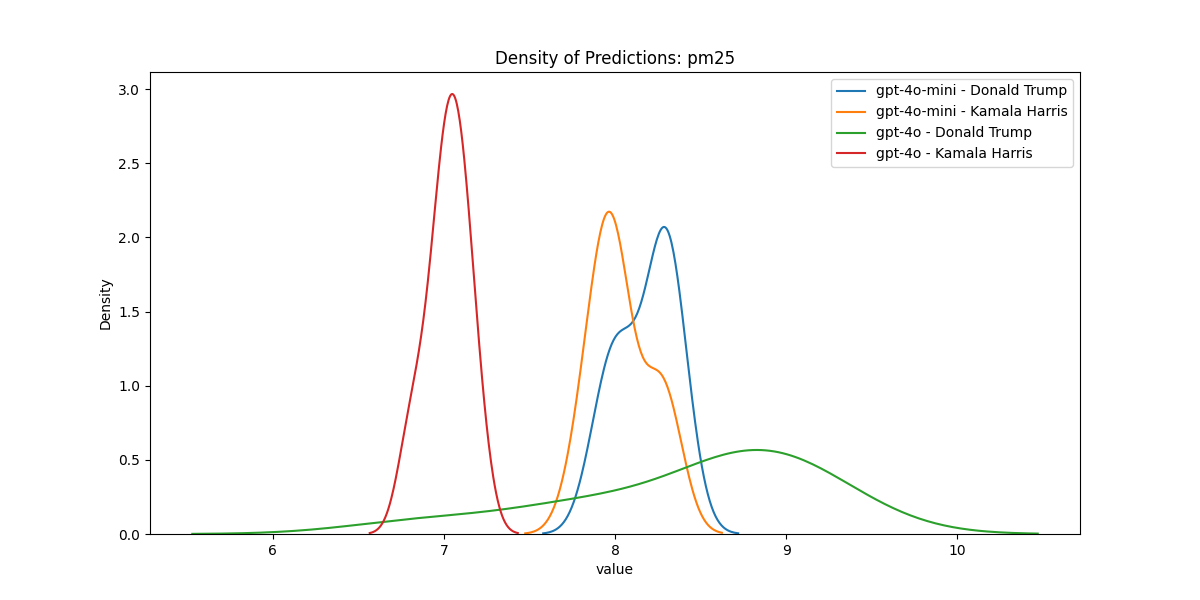 Density of Predictions: pm25
gpt-4o-mini - Donald Trump
gpt-4o-mini - Kamala Harris
gpt-4o - Donald Trump
gpt-4o - Kamala Harris
3.0
2.5
2.0
1.5
1.0
0.5
0.0
Density
6 7 8 9 10
value